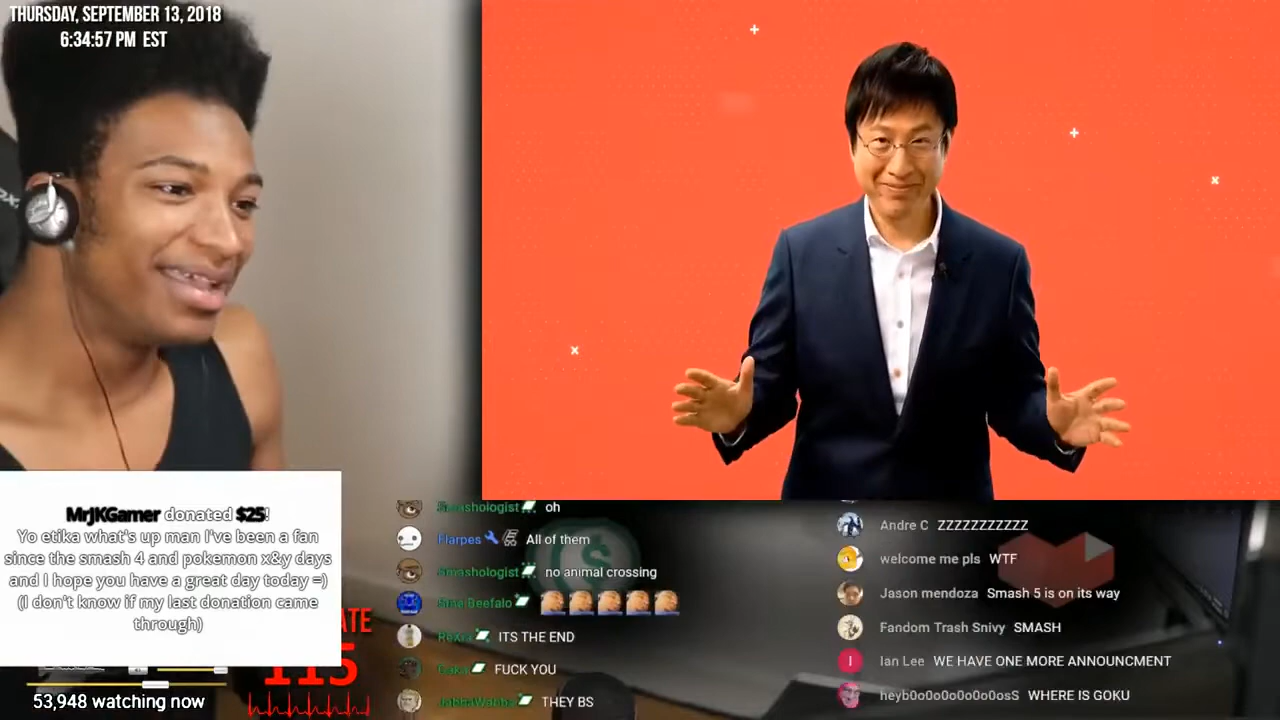 THURSDAY, SEPTEMBER 13, 2018
6:34:57 PM EST
MrJKGamer donated $25!
Yo etika what's up man I've been a fan
since the smash 4 and pokemon x&y days
and I hope you have a great day today =)
(I don't know if my last donation came
through)
115
53,948 watching now
Smashologist oh
Flarpes All of them
Smashologist no animal crossing
Beefalo
ITS THE END
FUCK YOU
THEY BS
Andre C ZZZZZZZZZZZ
welcome me pls WTF
Jason mendoza Smash 5 is on its way
Fandom Trash Snivy SMASH
I
Ian Lee WE HAVE ONE MORE ANNOUNCMENT
heyb0o0o0o0o0o0osS WHERE IS GOKU